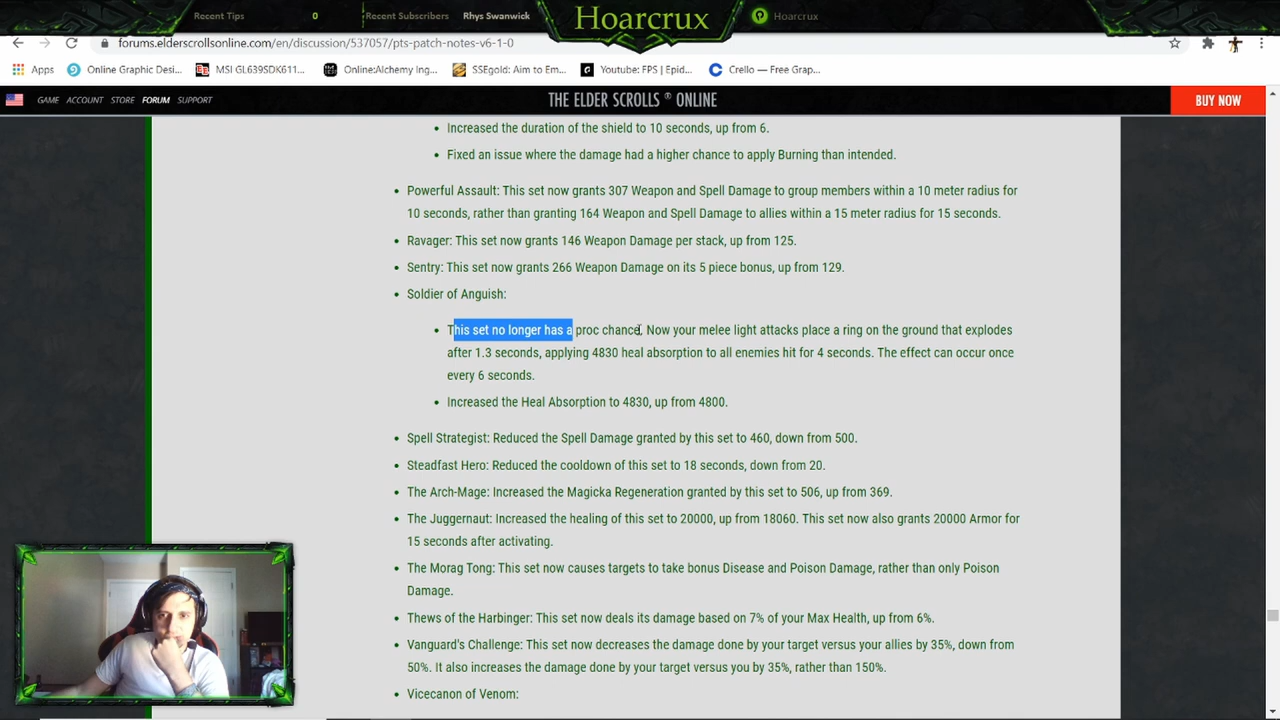 Recent Tips 0 Recent Subscribers Rhys Swanwick Hoarcrux Hoarcrux
forums.elderscrollsonline.com/en/discussion/537057/pts-patch-notes-v6-1-0
Apps Online Graphic Desi... MSI GL639SDK611... Online:Alchemy Ing... SSEgold: Aim to Em... Youtube: FPS | Epid... Crello — Free Grap...
GAME ACCOUNT STORE FORUM SUPPORT THE ELDER SCROLLS ® ONLINE BUY NOW
• Increased the duration of the shield to 10 seconds, up from 6.
• Fixed an issue where the damage had a higher chance to apply Burning than intended.
• Powerful Assault: This set now grants 307 Weapon and Spell Damage to group members within a 10 meter radius for
10 seconds, rather than granting 164 Weapon and Spell Damage to allies within a 15 meter radius for 15 seconds.
• Ravager: This set now grants 146 Weapon Damage per stack, up from 125.
• Sentry: This set now grants 266 Weapon Damage on its 5 piece bonus, up from 129.
• Soldier of Anguish:
• This set no longer has a proc chance. Now your melee light attacks place a ring on the ground that explodes
after 1.3 seconds, applying 4830 heal absorption to all enemies hit for 4 seconds. The effect can occur once
every 6 seconds.
• Increased the Heal Absorption to 4830, up from 4800.
• Spell Strategist: Reduced the Spell Damage granted by this set to 460, down from 500.
• Steadfast Hero: Reduced the cooldown of this set to 18 seconds, down from 20.
• The Arch-Mage: Increased the Magicka Regeneration granted by this set to 506, up from 369.
• The Juggernaut: Increased the healing of this set to 20000, up from 18060. This set now also grants 20000 Armor for
15 seconds after activating.
• The Morag Tong: This set now causes targets to take bonus Disease and Poison Damage, rather than only Poison
Damage.
• Thews of the Harbinger: This set now deals its damage based on 7% of your Max Health, up from 6%.
• Vanguard's Challenge: This set now decreases the damage done by your target versus your allies by 35%, down from
50%. It also increases the damage done by your target versus you by 35%, rather than 150%.
• Vicecanon of Venom: